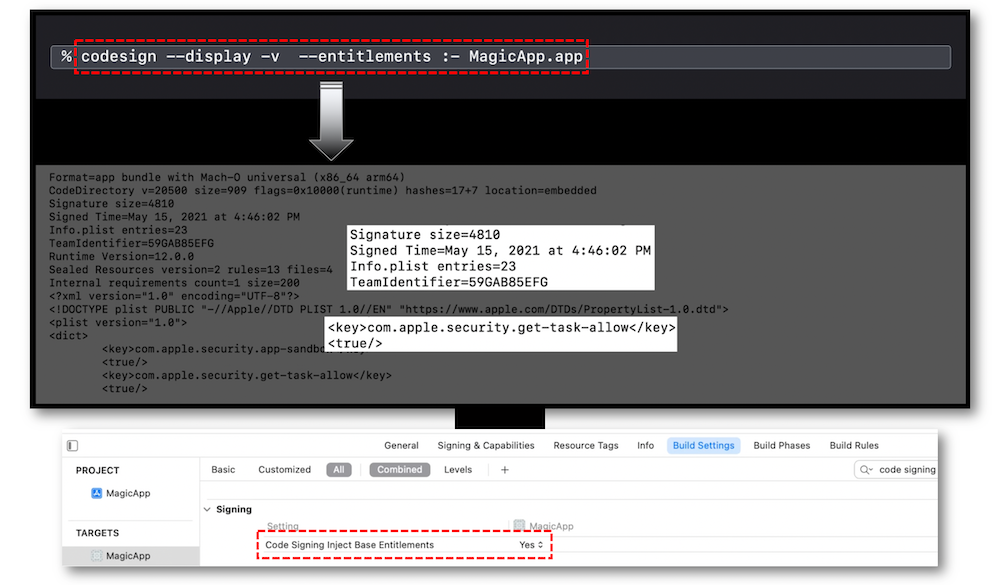 % codesign --display -v  --entitlements :- MagicApp.app
Format=app bundle with Mach-O universal (x86_64 arm64)
CodeDirectory v=20500 size=909 flags=0x10000(runtime) hashes=17+7 location=embedded
Signature size=4810
Signed Time=May 15, 2021 at 4:46:02 PM
Info.plist entries=23
TeamIdentifier=59GAB85EFG
Runtime Version=12.0.0
Sealed Resources version=2 rules=13 files=4
Internal requirements count=1 size=200
<?xml version="1.0" encoding="UTF-8"?>
<!DOCTYPE plist PUBLIC "-//Apple//DTD PLIST 1.0//EN" "https://www.apple.com/DTDs/PropertyList-1.0.dtd">
<plist version="1.0">
<dict>
<key>com.apple.security.app-sandbox</key>
<true/>
<key>com.apple.security.get-task-allow</key>
<true/>
Signature size=4810
Signed Time=May 15, 2021 at 4:46:02 PM
Info.plist entries=23
TeamIdentifier=59GAB85EFG
<key>com.apple.security.get-task-allow</key>
<true/>
General Signing & Capabilities Resource Tags Info Build Settings Build Phases Build Rules
PROJECT
MagicApp
TARGETS
MagicApp
Basic Customized All Combined Levels +
code signing
Signing
Setting MagicApp
Code Signing Inject Base Entitlements Yes